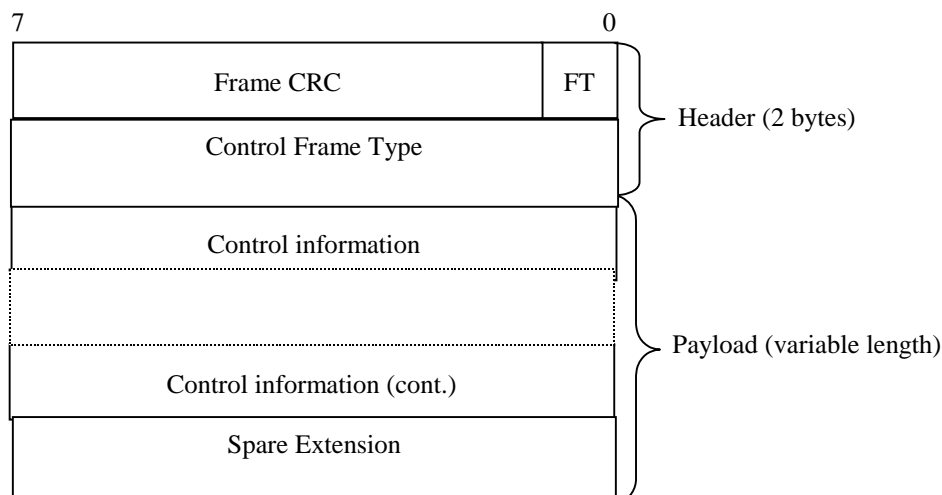 7 0
Frame CRC FT
Header (2 bytes)
Control Frame Type
Control information
Payload (variable length)
Control information (cont.)
Spare Extension